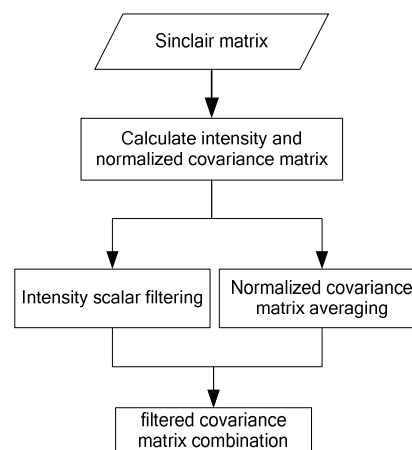 Sinclair matrix
Calculate intensity and
normalized covariance matrix
Intensity scalar filtering
Normalized covariance
matrix averaging
filtered covariance
matrix combination